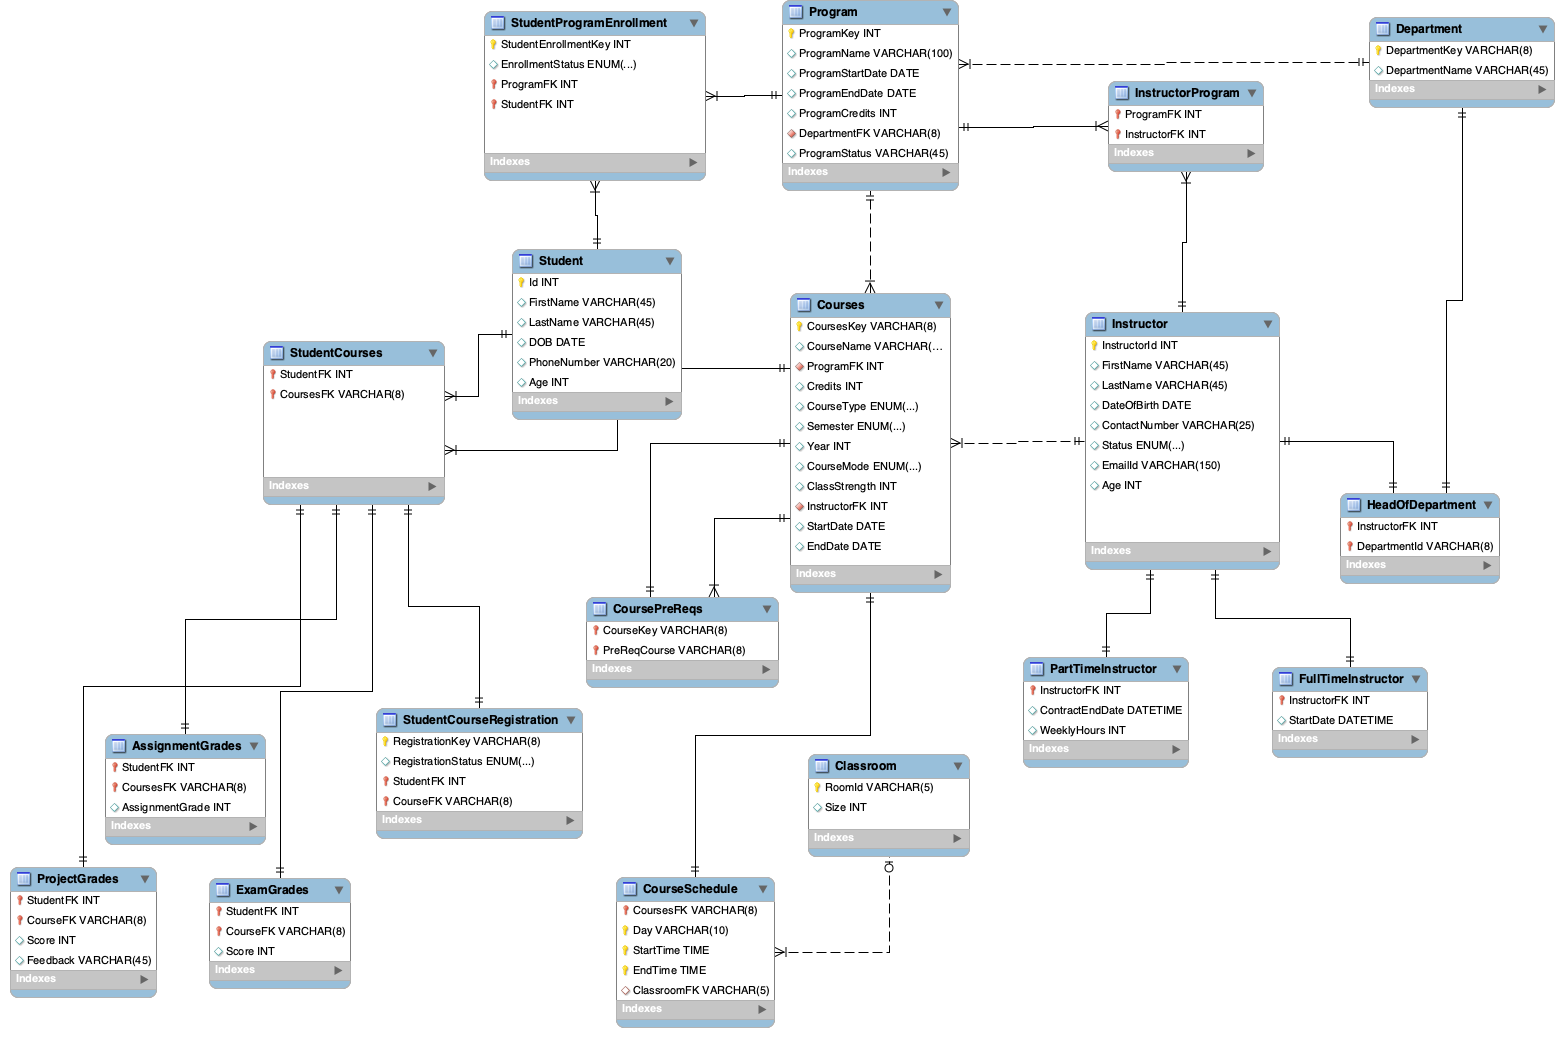 StudentProgramEnrollment
StudentEnrollmentKey INT
EnrollmentStatus ENUM(...)
ProgramFK INT
StudentFK INT
Indexes
Program
ProgramKey INT
ProgramName VARCHAR(100)
ProgramStartDate DATE
ProgramEndDate DATE
ProgramCredits INT
DepartmentFK VARCHAR(8)
ProgramStatus VARCHAR(45)
Indexes
Department
DepartmentKey VARCHAR(8)
DepartmentName VARCHAR(45)
Indexes
InstructorProgram
ProgramFK INT
InstructorFK INT
Indexes
Student
Id INT
FirstName VARCHAR(45)
LastName VARCHAR(45)
DOB DATE
PhoneNumber VARCHAR(20)
Age INT
Indexes
StudentCourses
StudentFK INT
CoursesFK VARCHAR(8)
Indexes
Courses
CoursesKey VARCHAR(8)
CourseName VARCHAR(...
ProgramFK INT
Credits INT
CourseType ENUM(...)
Semester ENUM(...)
Year INT
CourseMode ENUM(...)
ClassStrength INT
InstructorFK INT
StartDate DATE
EndDate DATE
Indexes
Instructor
InstructorId INT
FirstName VARCHAR(45)
LastName VARCHAR(45)
DateOfBirth DATE
ContactNumber VARCHAR(25)
Status ENUM(...)
EmailId VARCHAR(150)
Age INT
Indexes
HeadOfDepartment
InstructorFK INT
DepartmentId VARCHAR(8)
Indexes
CoursePreReqs
CourseKey VARCHAR(8)
PreReqCourse VARCHAR(8)
Indexes
PartTimeInstructor
InstructorFK INT
ContractEndDate DATETIME
WeeklyHours INT
Indexes
FullTimeInstructor
InstructorFK INT
StartDate DATETIME
Indexes
StudentCourseRegistration
RegistrationKey VARCHAR(8)
RegistrationStatus ENUM(...)
StudentFK INT
CourseFK VARCHAR(8)
Indexes
AssignmentGrades
StudentFK INT
CoursesFK VARCHAR(8)
AssignmentGrade INT
Indexes
Classroom
RoomId VARCHAR(5)
Size INT
Indexes
ProjectGrades
StudentFK INT
CourseFK VARCHAR(8)
Score INT
Feedback VARCHAR(45)
Indexes
ExamGrades
StudentFK INT
CourseFK VARCHAR(8)
Score INT
Indexes
CourseSchedule
CoursesFK VARCHAR(8)
Day VARCHAR(10)
StartTime TIME
EndTime TIME
ClassroomFK VARCHAR(5)
Indexes